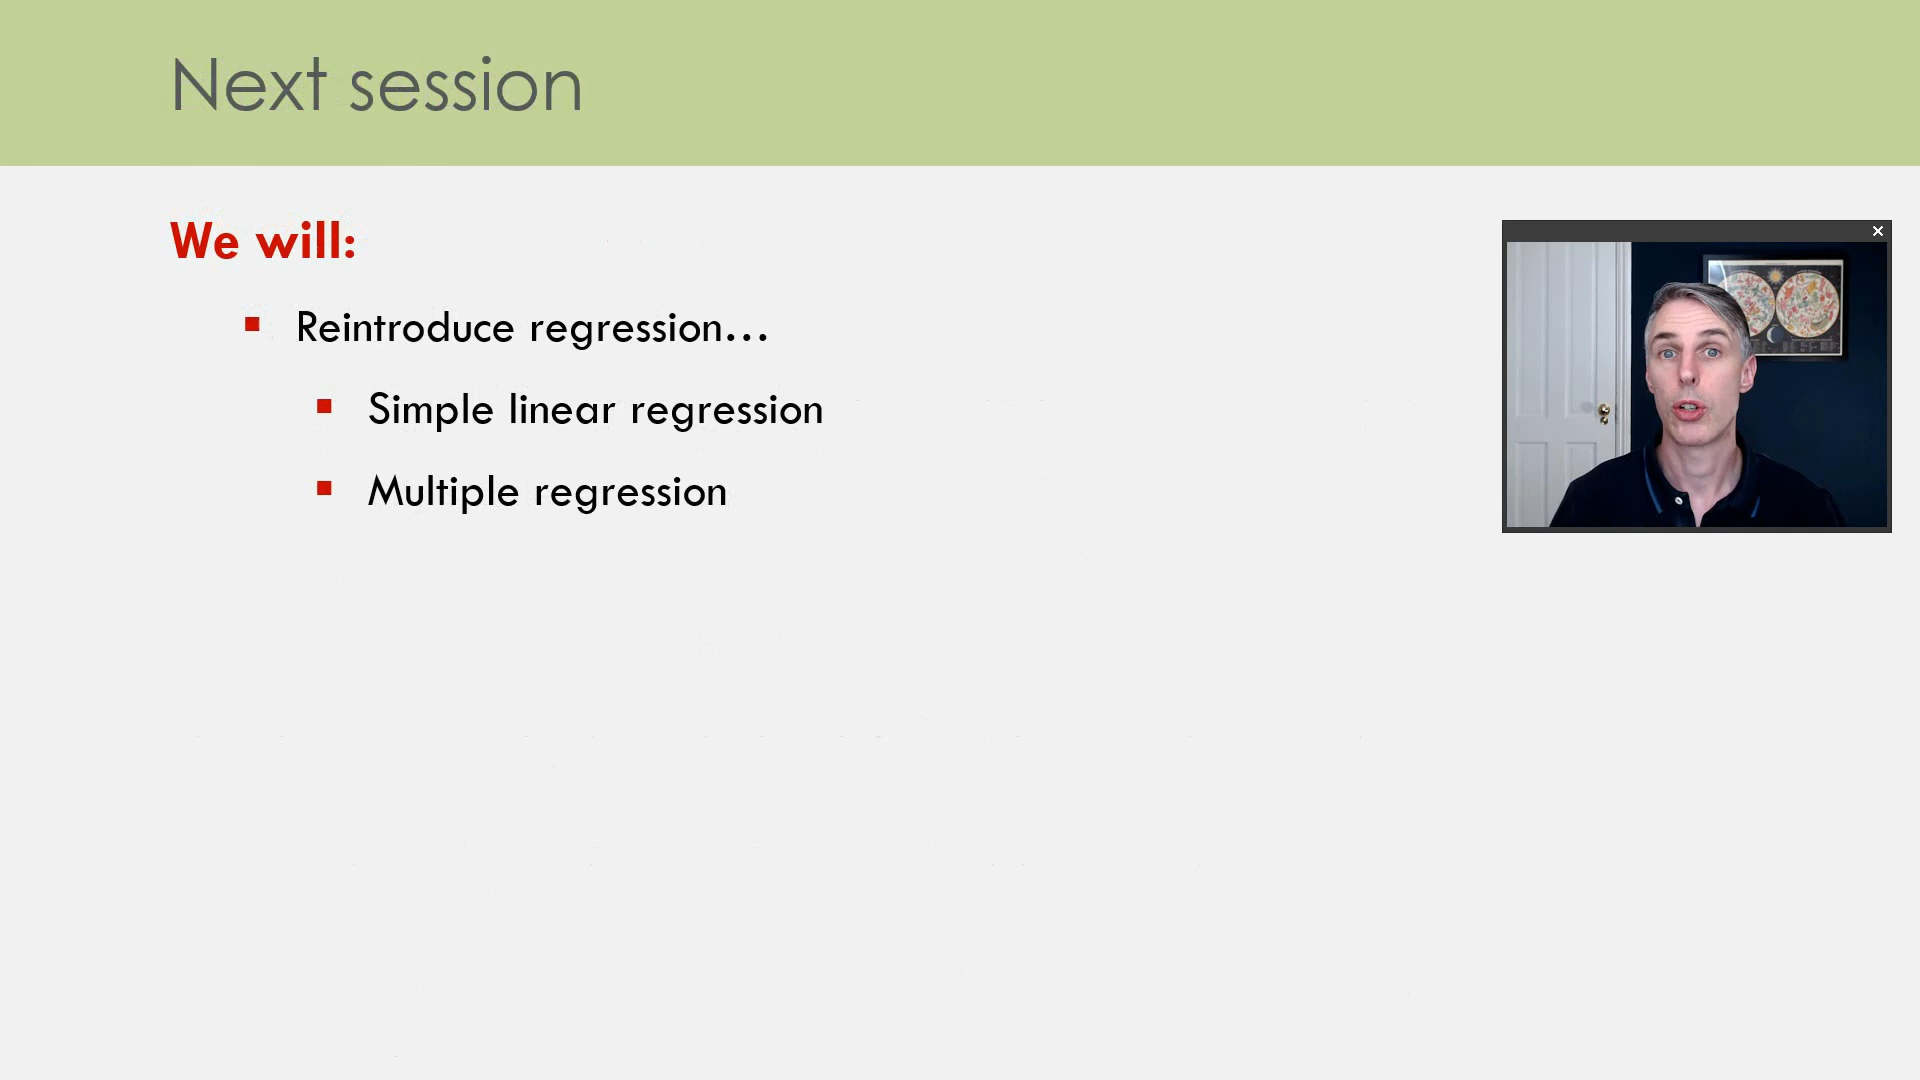 Next session
We will:
Reintroduce regression…
Simple linear regression
Multiple regression